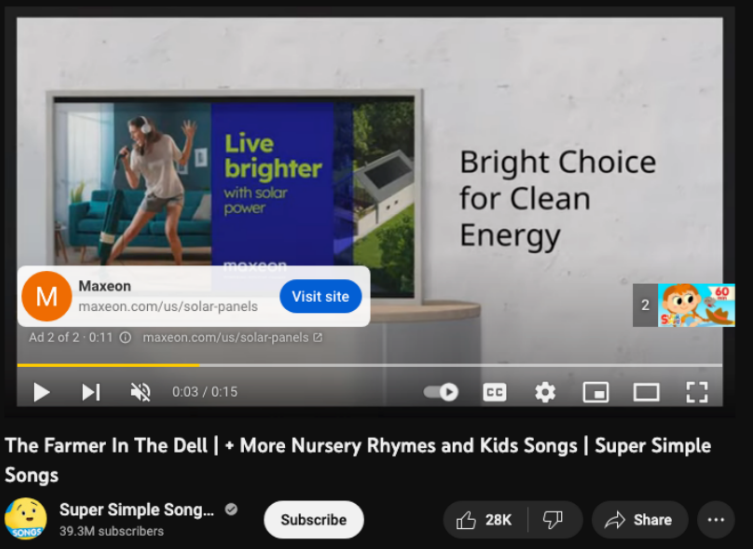 Live
brighter
with solar
power
maxeon
Bright Choice
for Clean
Energy
M
Maxeon
maxeon.com/us/solar-panels
Visit site
2
60
Ad 2 of 2 · 0:11
maxeon.com/us/solar-panels
0:03 / 0:15
CC
The Farmer In The Dell | + More Nursery Rhymes and Kids Songs | Super Simple
Songs
SONGS
Super Simple Song...
39.3M subscribers
Subscribe
28K
Share